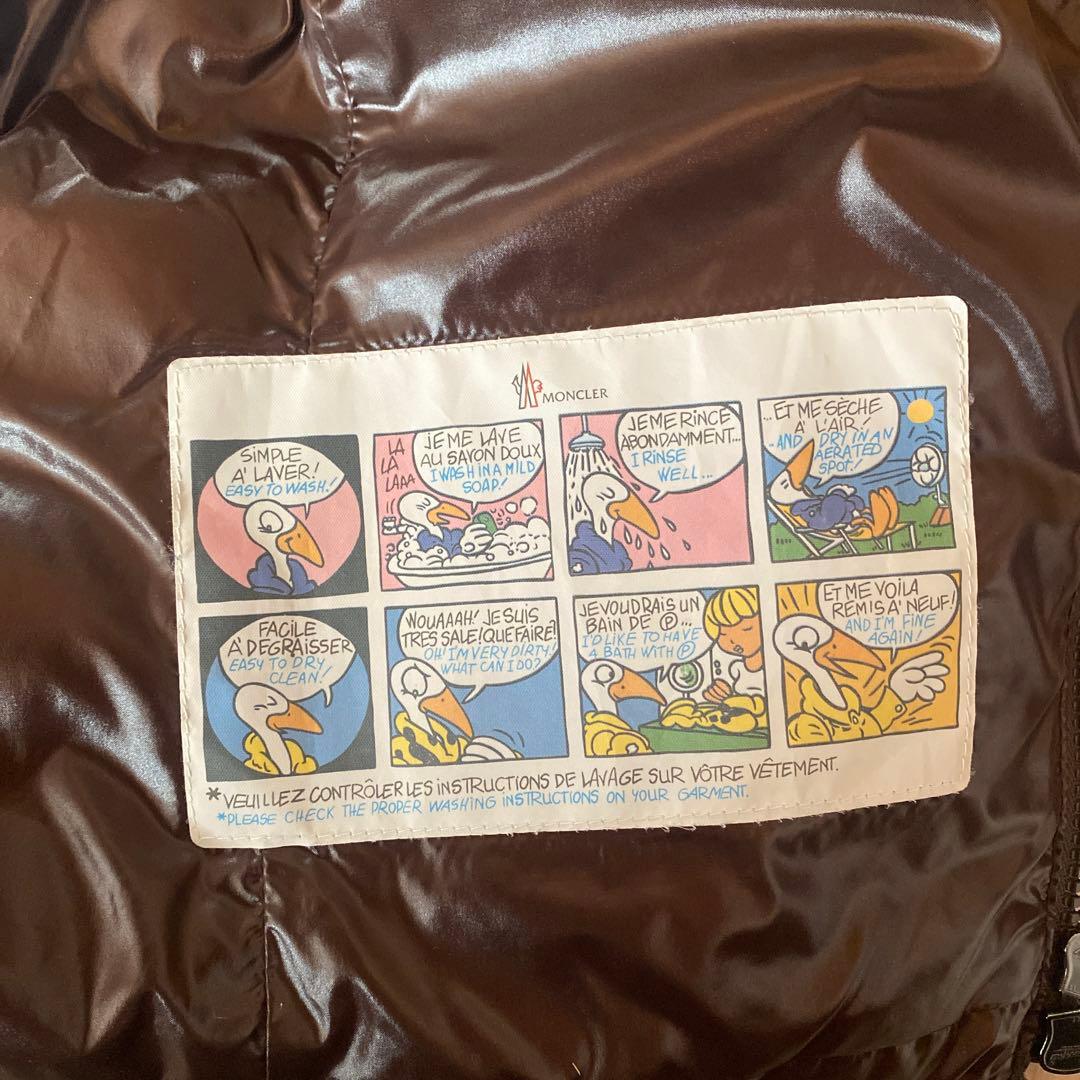 MONCLER
SIMPLE
A' LAVER!
EASY TO WASH!
LA
LA
LAAA
JE ME LAVE
AU SAVON DOUX
I WASH IN A MILD
SOAP!
JE ME RINCE
ABONDAMMENT...
I RINSE
WELL...
...ET ME SÈCHE
A' L'AIR!
...AND DRY IN AN
AERATED
SPOT!
FACILE
A' DÉGRAISSER
EASY TO DRY
CLEAN!
WOUAAAH! JE SUIS
TRES SALE! QUE FAIRE?
OH! I'M VERY DIRTY!
WHAT CAN I DO?
JE VOUDRAIS UN
BAIN DE Ⓟ...
I'D LIKE TO HAVE
A BATH WITH Ⓟ
ET ME VOILA
REMIS A' NEUF!
AND I'M FINE
AGAIN!
*VEUILLEZ CONTRÔLER LES INSTRUCTIONS DE LAVAGE SUR VÔTRE VÊTEMENT.
*PLEASE CHECK THE PROPER WASHING INSTRUCTIONS ON YOUR GARMENT.